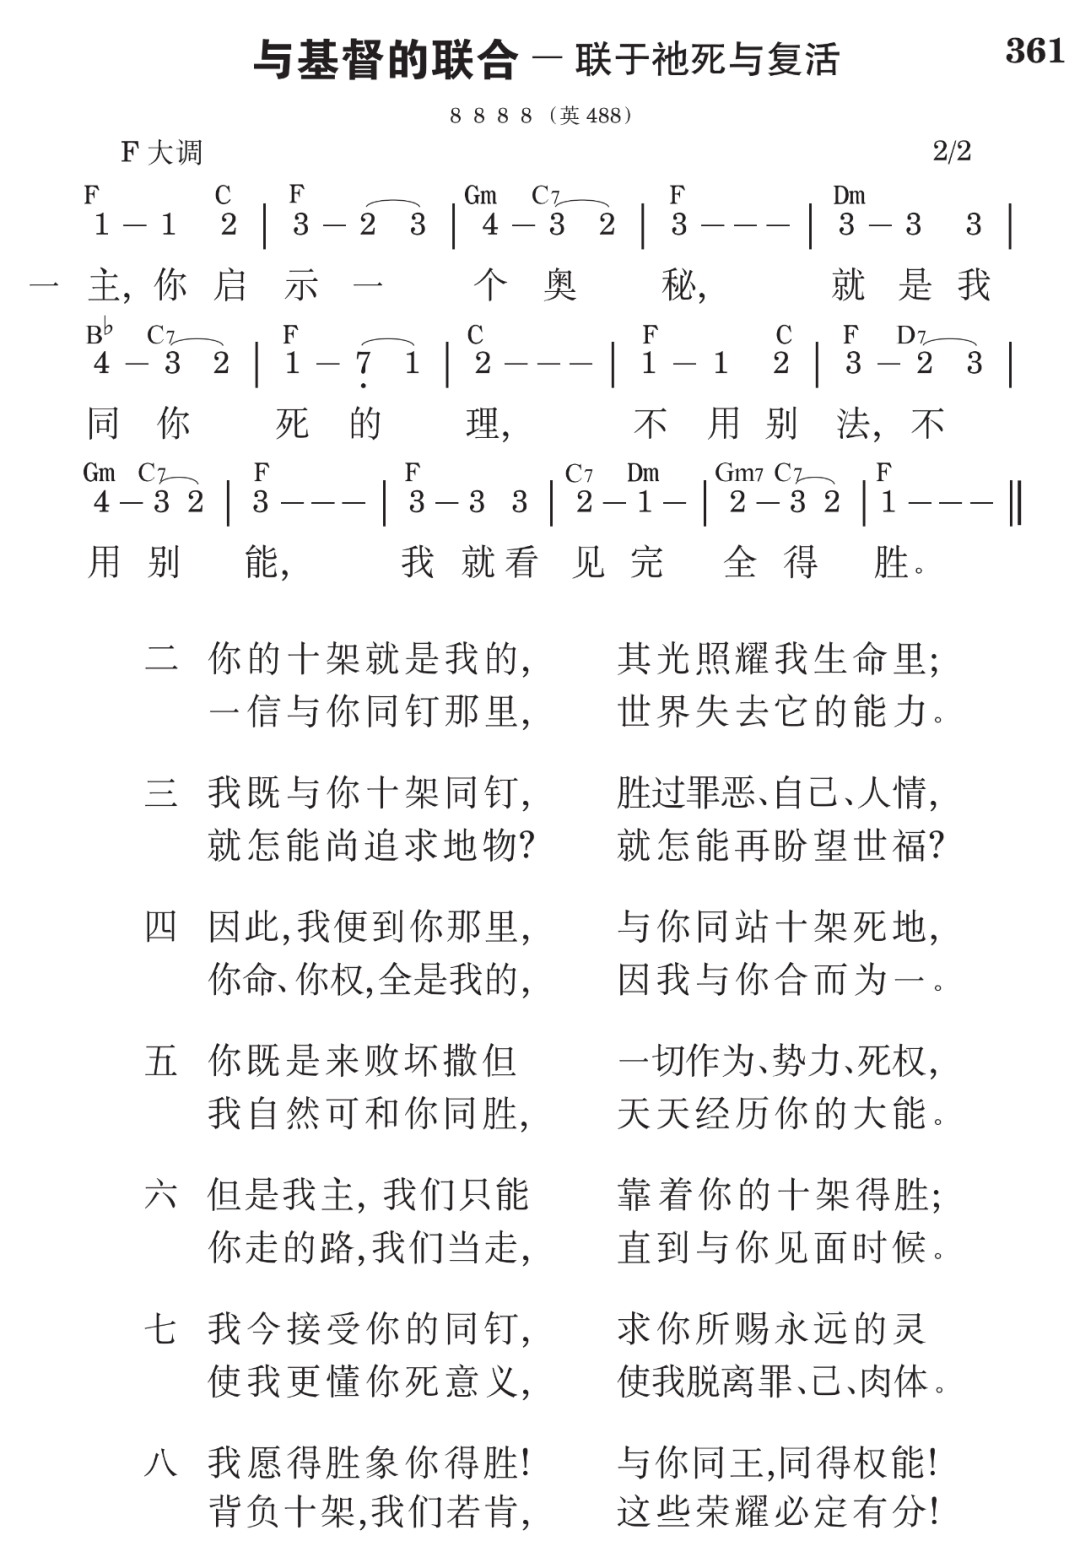 与基督的联合 — 联于祂死与复活 361
8 8 8 8（英 488）
F 大调 2/2
F C F Gm C7 F Dm
1 — 1 2 | 3 — 2 3 | 4 — 3 2 | 3 — — — | 3 — 3 3 |
一 主, 你 启 示 一 个 奥 秘, 就 是 我
B♭ C7 F C F C F D7
4 — 3 2 | 1 — 7̣ 1 | 2 — — — | 1 — 1 2 | 3 — 2 3 |
同 你 死 的 理, 不 用 别 法, 不
Gm C7 F F C7 Dm Gm7 C7 F
4 — 3 2 | 3 — — — | 3 — 3 3 | 2 — 1 — | 2 — 3 2 | 1 — — — ‖
用 别 能, 我 就 看 见 完 全 得 胜。
二 你的十架就是我的, 其光照耀我生命里;
一信与你同钉那里, 世界失去它的能力。
三 我既与你十架同钉, 胜过罪恶、自己、人情,
就怎能尚追求地物? 就怎能再盼望世福?
四 因此,我便到你那里, 与你同站十架死地,
你命、你权,全是我的, 因我与你合而为一。
五 你既是来败坏撒但 一切作为、势力、死权,
我自然可和你同胜, 天天经历你的大能。
六 但是我主, 我们只能 靠着你的十架得胜;
你走的路,我们当走, 直到与你见面时候。
七 我今接受你的同钉, 求你所赐永远的灵
使我更懂你死意义, 使我脱离罪、己、肉体。
八 我愿得胜象你得胜! 与你同王,同得权能!
背负十架,我们若肯, 这些荣耀必定有分!